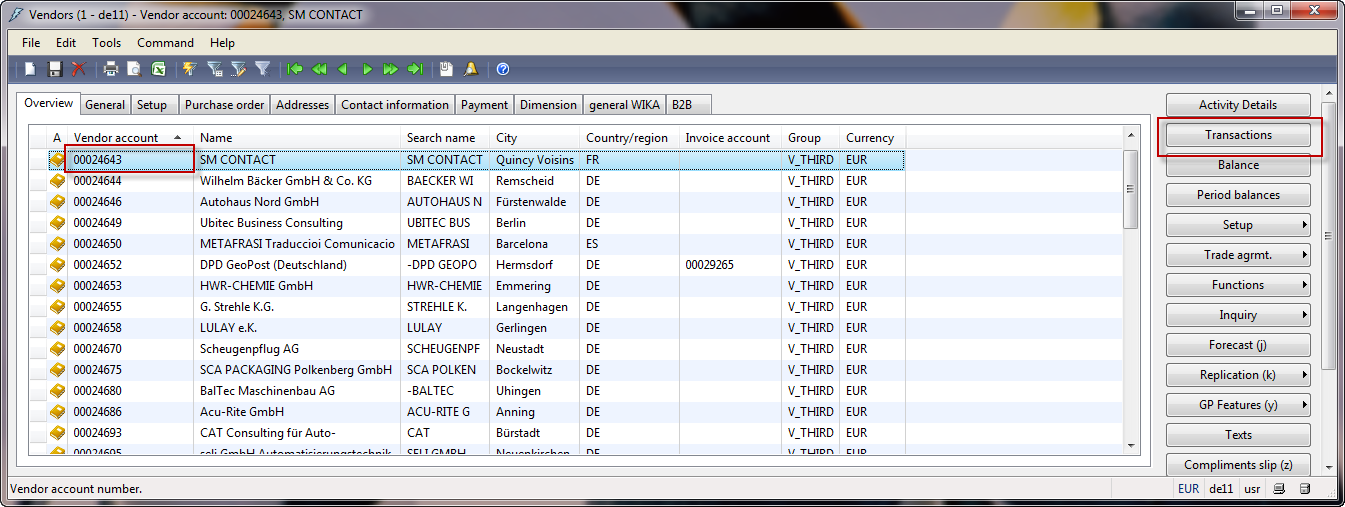 Vendors (1 - de11) - Vendor account: 00024643, SM CONTACT
File Edit Tools Command Help
Overview General Setup Purchase order Addresses Contact information Payment Dimension general WIKA B2B
A Vendor account Name Search name City Country/region Invoice account Group Currency
00024643 SM CONTACT SM CONTACT Quincy Voisins FR V_THIRD EUR
00024644 Wilhelm Bäcker GmbH & Co. KG BAECKER WI Remscheid DE V_THIRD EUR
00024646 Autohaus Nord GmbH AUTOHAUS N Fürstenwalde DE V_THIRD EUR
00024649 Ubitec Business Consulting UBITEC BUS Berlin DE V_THIRD EUR
00024650 METAFRASI Traduccioi Comunicacio METAFRASI Barcelona ES V_THIRD EUR
00024652 DPD GeoPost (Deutschland) -DPD GEOPO Hermsdorf DE 00029265 V_THIRD EUR
00024653 HWR-CHEMIE GmbH HWR-CHEMIE Emmering DE V_THIRD EUR
00024655 G. Strehle K.G. STREHLE K. Langenhagen DE V_THIRD EUR
00024658 LULAY e.K. LULAY Gerlingen DE V_THIRD EUR
00024670 Scheugenpflug AG SCHEUGENPF Neustadt DE V_THIRD EUR
00024675 SCA PACKAGING Polkenberg GmbH SCA POLKEN Bockelwitz DE V_THIRD EUR
00024680 BalTec Maschinenbau AG -BALTEC Uhingen DE V_THIRD EUR
00024686 Acu-Rite GmbH ACU-RITE G Anning DE V_THIRD EUR
00024693 CAT Consulting für Auto- CAT Bürstadt DE V_THIRD EUR
00024695 seli GmbH Automatisierungstechnik SELI GMBH Neuenkirchen DE V_THIRD EUR
Activity Details
Transactions
Balance
Period balances
Setup
Trade agrmt.
Functions
Inquiry
Forecast (j)
Replication (k)
GP Features (y)
Texts
Compliments slip (z)
Vendor account number. EUR de11 usr